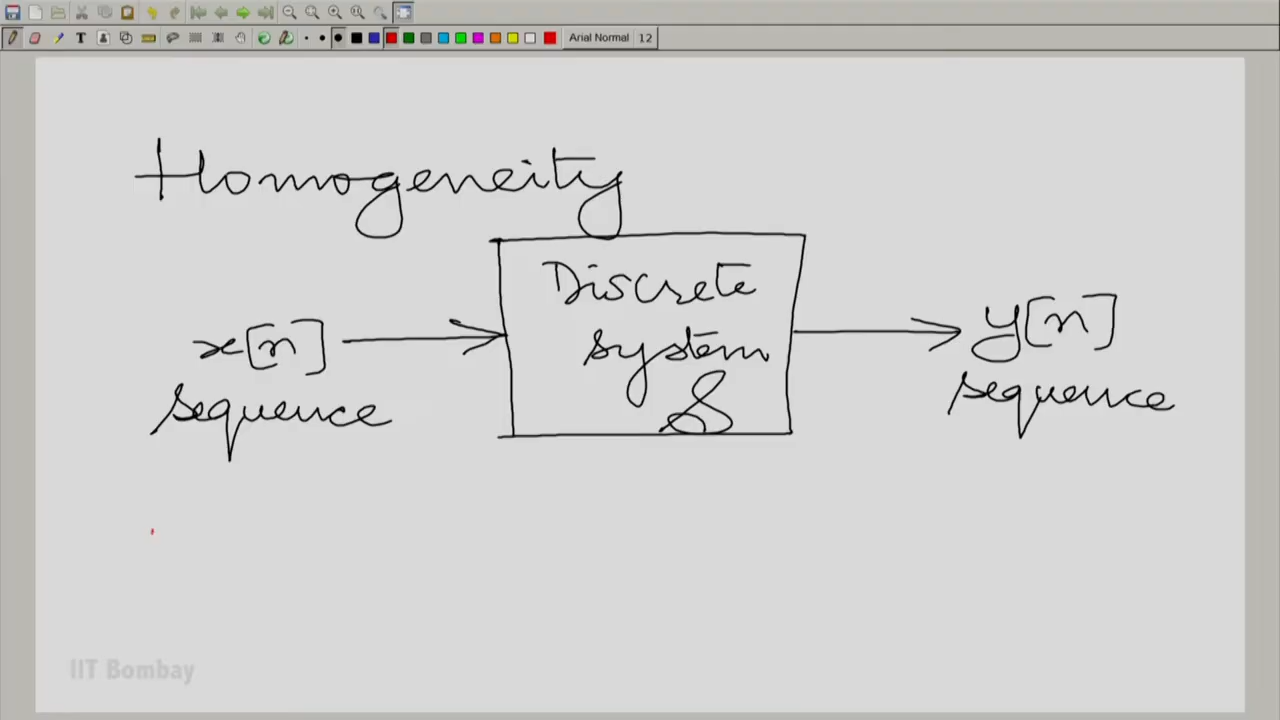 Arial Normal 12
Homogeneity
Discrete
system
S
x[n]
sequence
y[n]
sequence
IIT Bombay